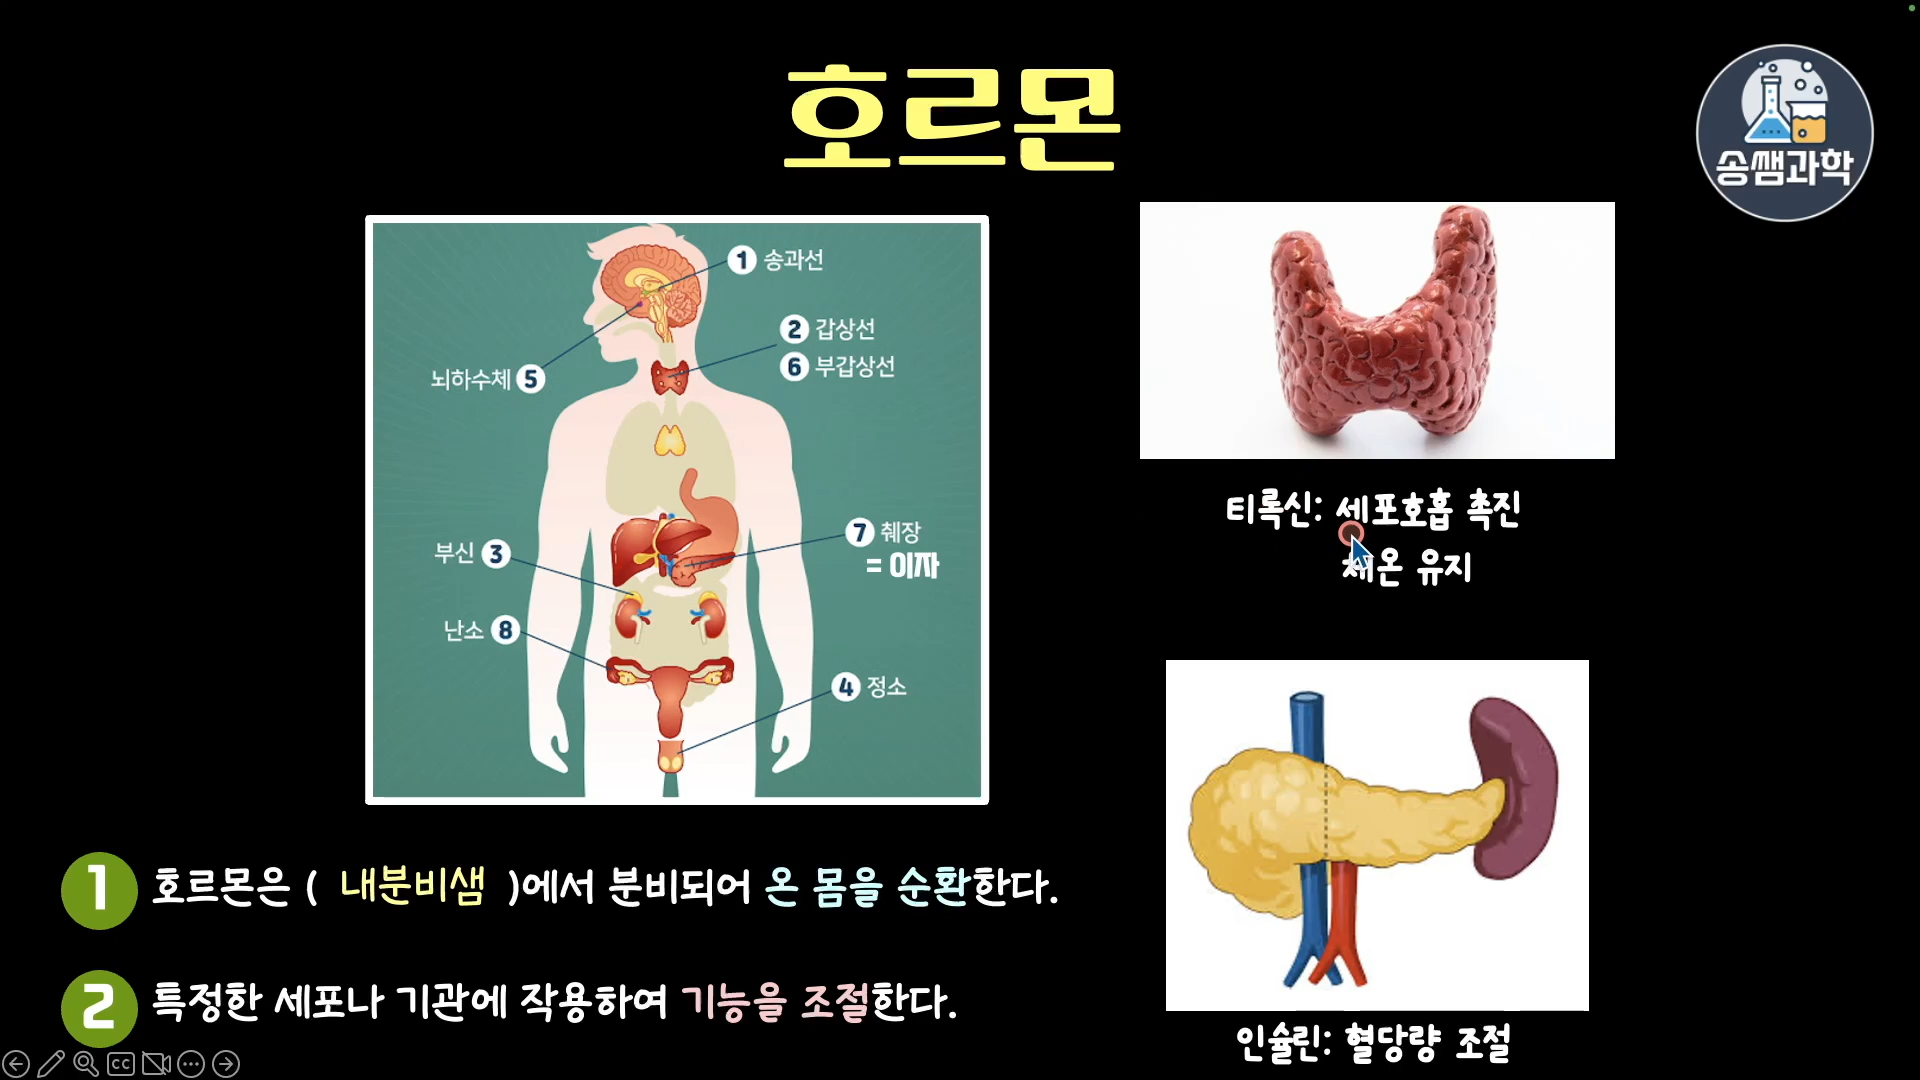 호르몬
송쌤과학
1 송과선
2 갑상선
6 부갑상선
뇌하수체 5
7 췌장
= 이자
부신 3
난소 8
4 정소
티록신: 세포호흡 촉진
체온 유지
인슐린: 혈당량 조절
1 호르몬은 ( 내분비샘 )에서 분비되어 온 몸을 순환한다.
2 특정한 세포나 기관에 작용하여 기능을 조절한다.
CC